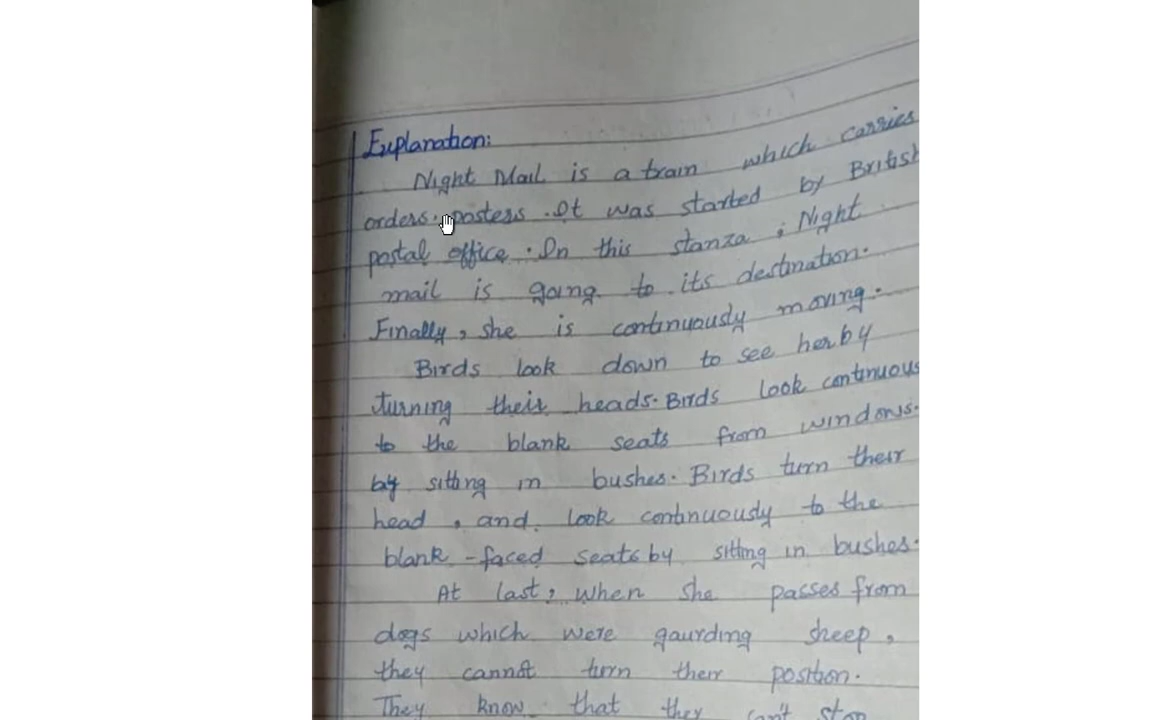 Explanation:
Night Mail is a train which carries
orders, posters. It was started by British
postal office. In this stanza, Night
mail is going to its destination.
Finally, she is continuously moving.
Birds look down to see her by
turning their heads. Birds look continuous
to the blank seats from windows.
by sitting in bushes. Birds turn their
head, and look continuously to the
blank-faced seats by sitting in bushes.
At last, when she passes from
dogs which were gaurding sheep,
they cannot turn their position.
They know that they can't stop